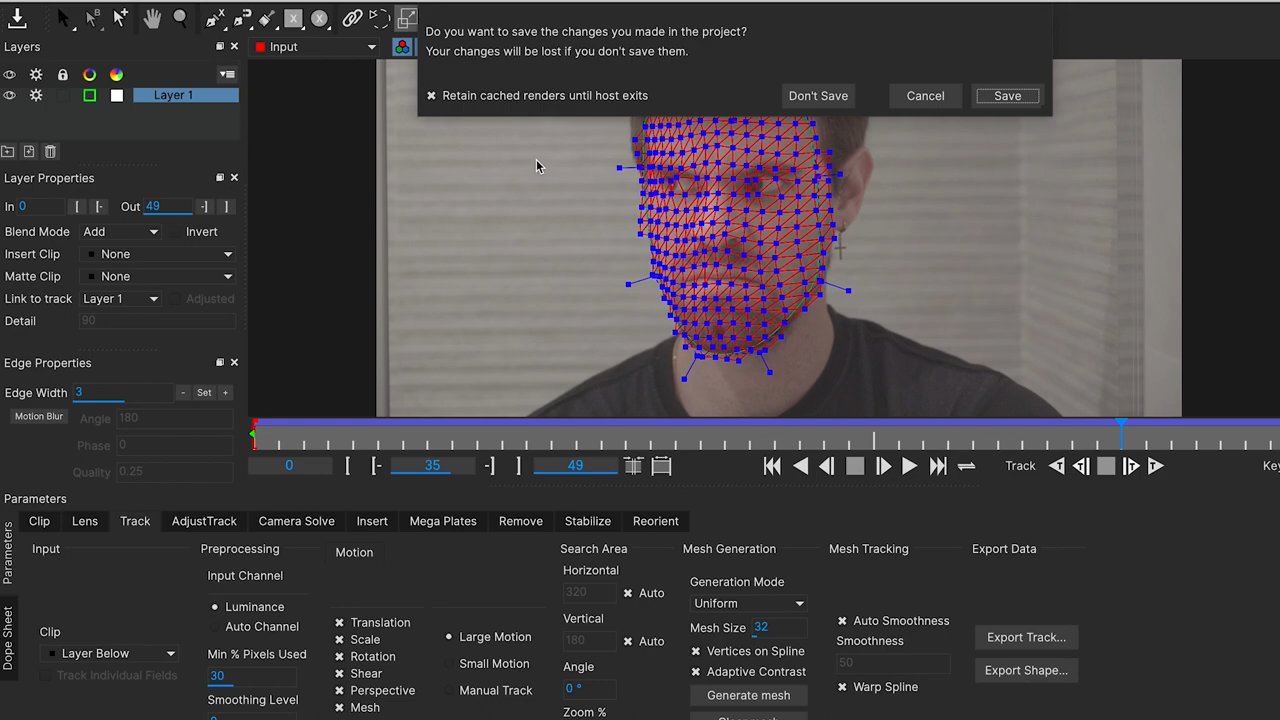 Do you want to save the changes you made in the project?
Your changes will be lost if you don't save them.
Retain cached renders until host exits
Don't Save
Cancel
Save
Layers
Input
Layer 1
Layer Properties
In 0
[
[-
Out 49
-]
]
Blend Mode Add
Invert
Insert Clip None
Matte Clip None
Link to track Layer 1
Adjusted
Detail 90
Edge Properties
Edge Width 3
-
Set
+
Motion Blur
Angle 180
Phase 0
Quality 0.25
0
[
[-
35
-]
]
49
Track
Parameters
Parameters
Dope Sheet
Clip
Lens
Track
AdjustTrack
Camera Solve
Insert
Mega Plates
Remove
Stabilize
Reorient
Input
Clip
Layer Below
Track Individual Fields
Preprocessing
Input Channel
Luminance
Auto Channel
Min % Pixels Used
30
Smoothing Level
Motion
Translation
Scale
Rotation
Shear
Perspective
Mesh
Large Motion
Small Motion
Manual Track
Search Area
Horizontal
320 Auto
Vertical
180 Auto
Angle
0 °
Zoom %
Mesh Generation
Generation Mode
Uniform
Mesh Size 32
Vertices on Spline
Adaptive Contrast
Generate mesh
Mesh Tracking
Auto Smoothness
Smoothness
50
Warp Spline
Export Data
Export Track...
Export Shape...